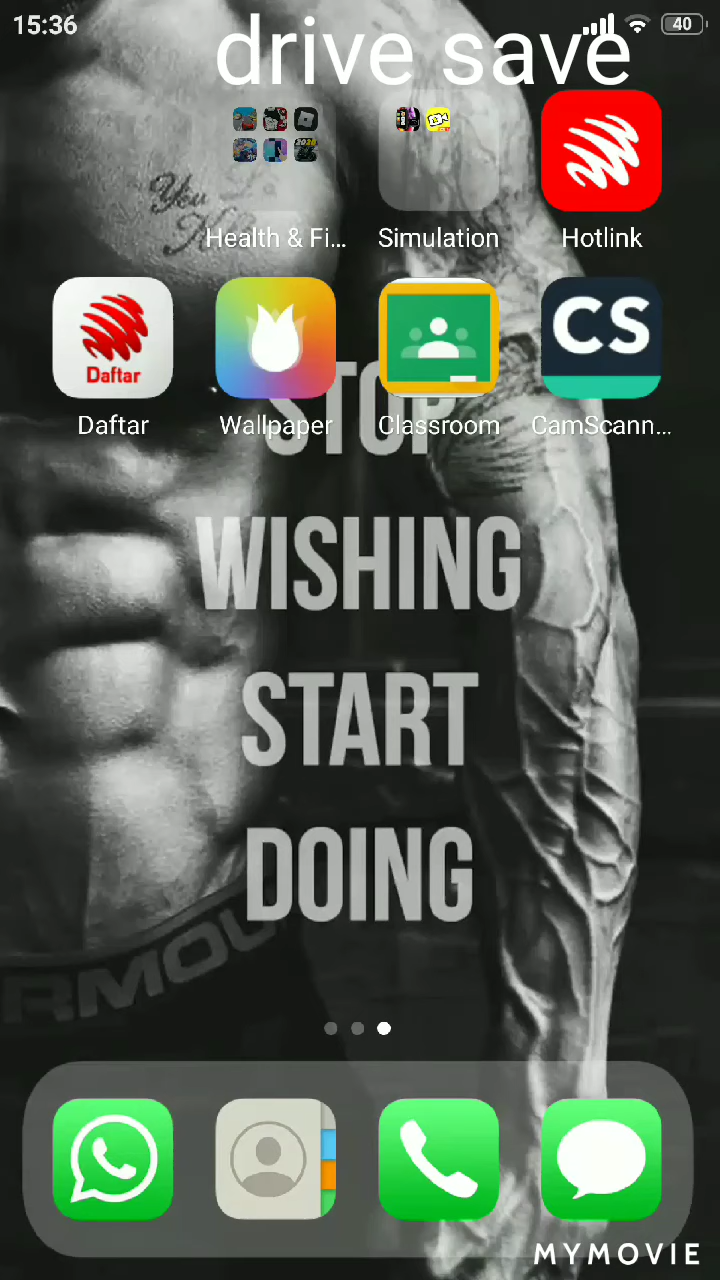 15:36
40
drive save
You
Health & Fi...
Simulation
Hotlink
Daftar
CS
Daftar
Wallpaper
Classroom
CamScann...
STOP
WISHING
START
DOING
RMOU
MYMOVIE